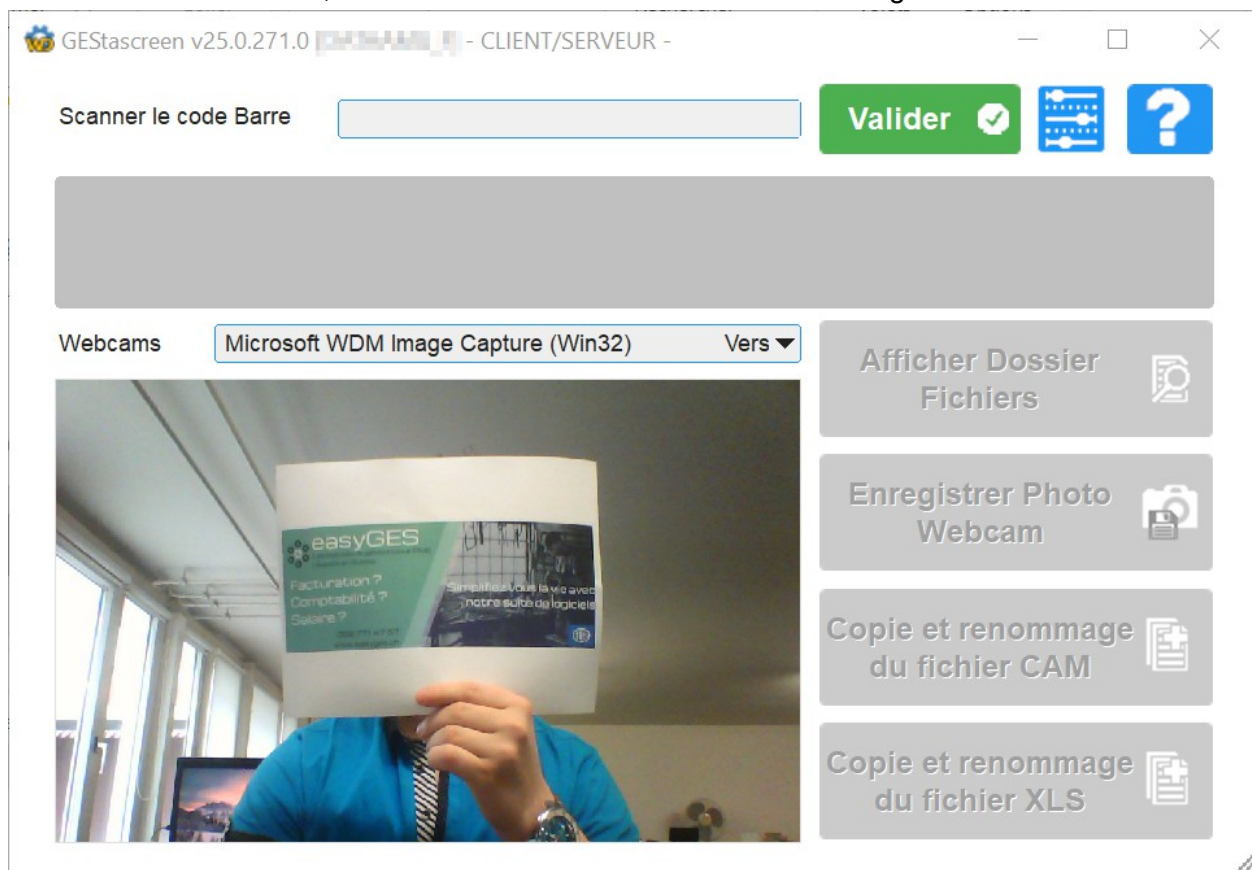 GEStascreen v25.0.271.0 - CLIENT/SERVEUR -
Scanner le code Barre
Valider
?
Webcams
Microsoft WDM Image Capture (Win32) Vers
Afficher Dossier
Fichiers
Enregistrer Photo
Webcam
Copie et renommage
du fichier CAM
Copie et renommage
du fichier XLS
easyGES
Facturation ?
Comptabilité ?
Salaire ?
Simplifiez vous la vie avec
notre suite de logiciels